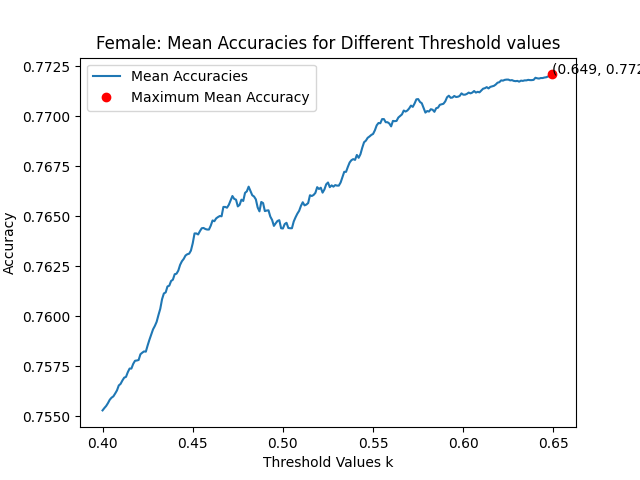 Female: Mean Accuracies for Different Threshold values
Mean Accuracies
Maximum Mean Accuracy
(0.649, 0.772
0.7725
0.7700
0.7675
0.7650
0.7625
0.7600
0.7575
0.7550
Accuracy
0.40 0.45 0.50 0.55 0.60 0.65
Threshold Values k